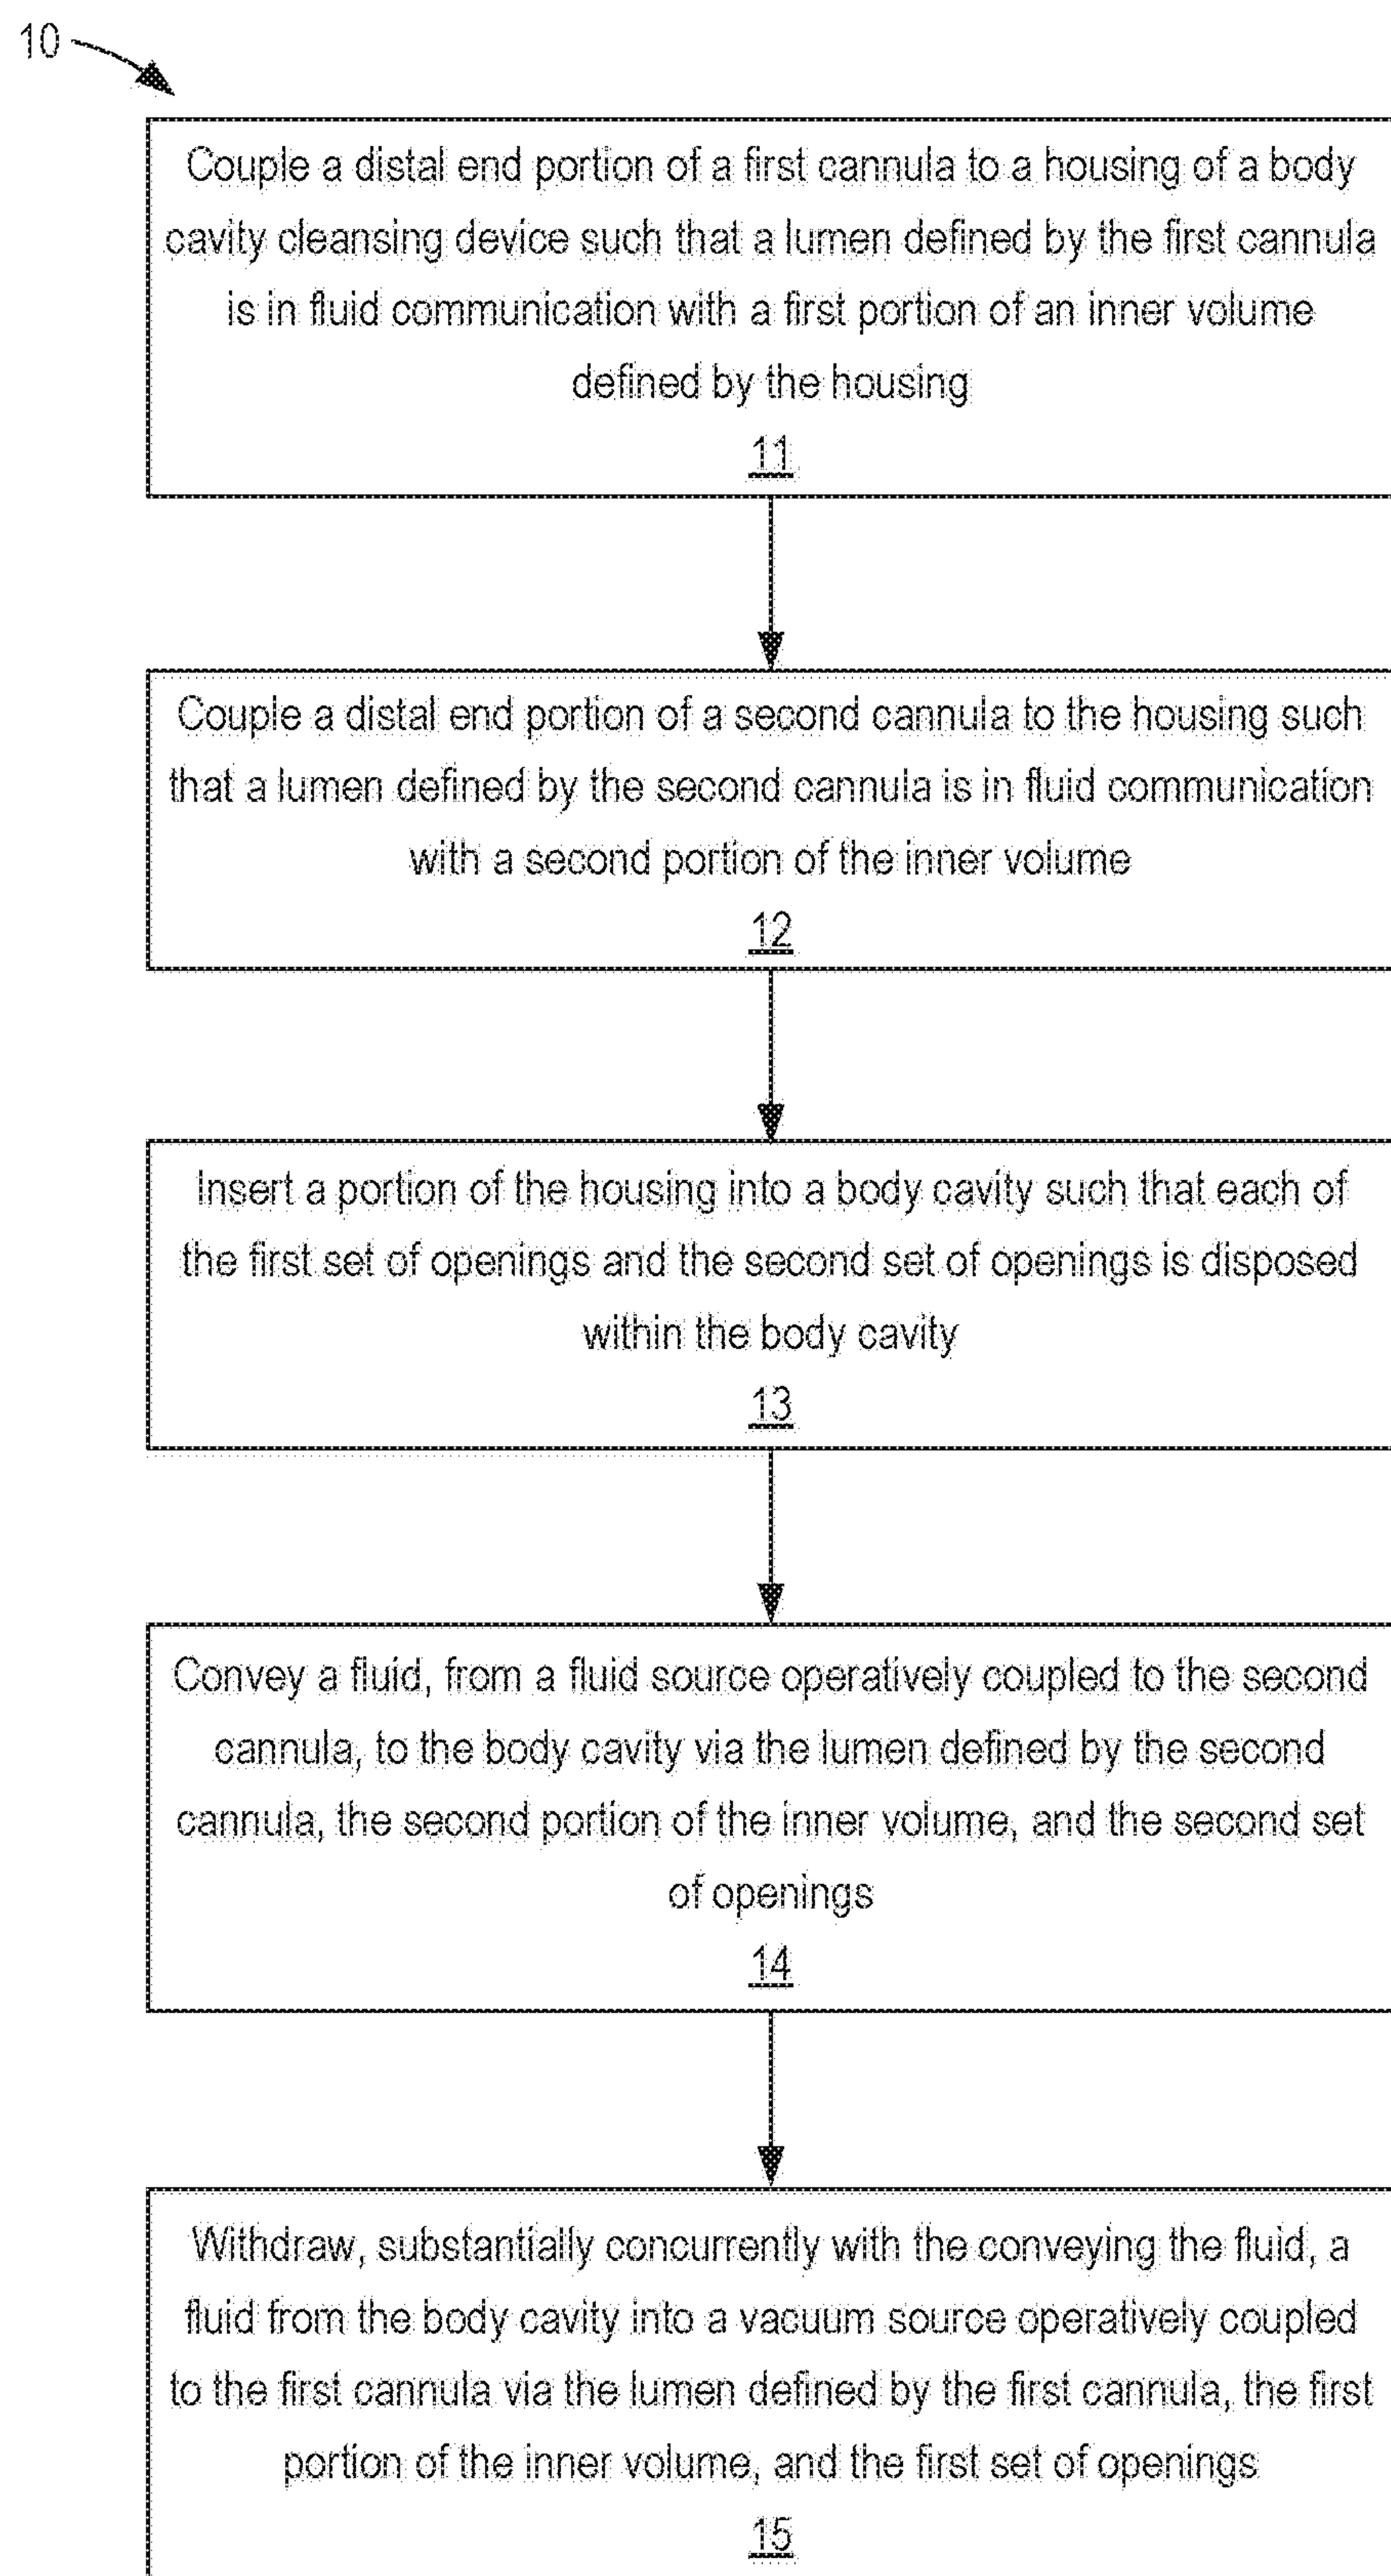 10
Couple a distal end portion of a first cannula to a housing of a body
cavity cleansing device such that a lumen defined by the first cannula
is in fluid communication with a first portion of an inner volume
defined by the housing
11
Couple a distal end portion of a second cannula to the housing such
that a lumen defined by the second cannula is in fluid communication
with a second portion of the inner volume
12
Insert a portion of the housing into a body cavity such that each of
the first set of openings and the second set of openings is disposed
within the body cavity
13
Convey a fluid, from a fluid source operatively coupled to the second
cannula, to the body cavity via the lumen defined by the second
cannula, the second portion of the inner volume, and the second set
of openings
14
Withdraw, substantially concurrently with the conveying the fluid, a
fluid from the body cavity into a vacuum source operatively coupled
to the first cannula via the lumen defined by the first cannula, the first
portion of the inner volume, and the first set of openings
15